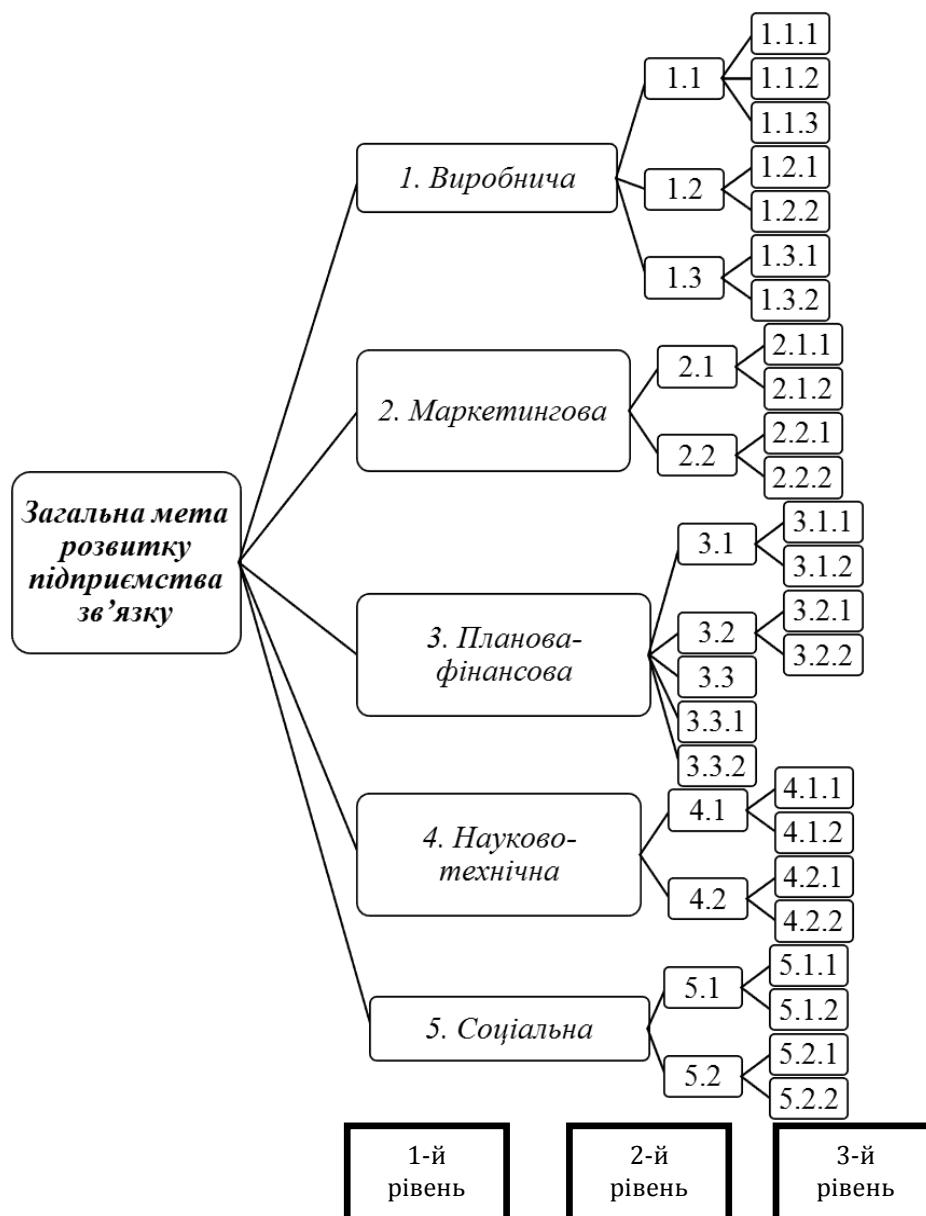 Загальна мета
розвитку
підприємства
зв’язку
1. Виробнича
1.1
1.1.1
1.1.2
1.1.3
1.2
1.2.1
1.2.2
1.3
1.3.1
1.3.2
2. Маркетингова
2.1
2.1.1
2.1.2
2.2
2.2.1
2.2.2
3. Планова-
фінансова
3.1
3.1.1
3.1.2
3.2
3.2.1
3.2.2
3.3
3.3.1
3.3.2
4. Науково-
технічна
4.1
4.1.1
4.1.2
4.2
4.2.1
4.2.2
5. Соціальна
5.1
5.1.1
5.1.2
5.2
5.2.1
5.2.2
1-й
рівень
2-й
рівень
3-й
рівень